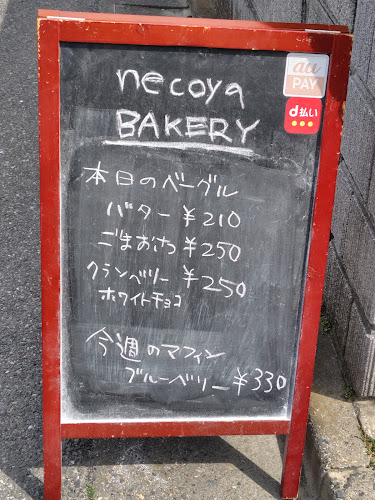 necoya
BAKERY
au
PAY
d払い
本日のベーグル
バター ¥210
ごまおさつ ¥250
クランベリー ¥250
ホワイトチョコ
今週のマフィン
ブルーベリー ¥330